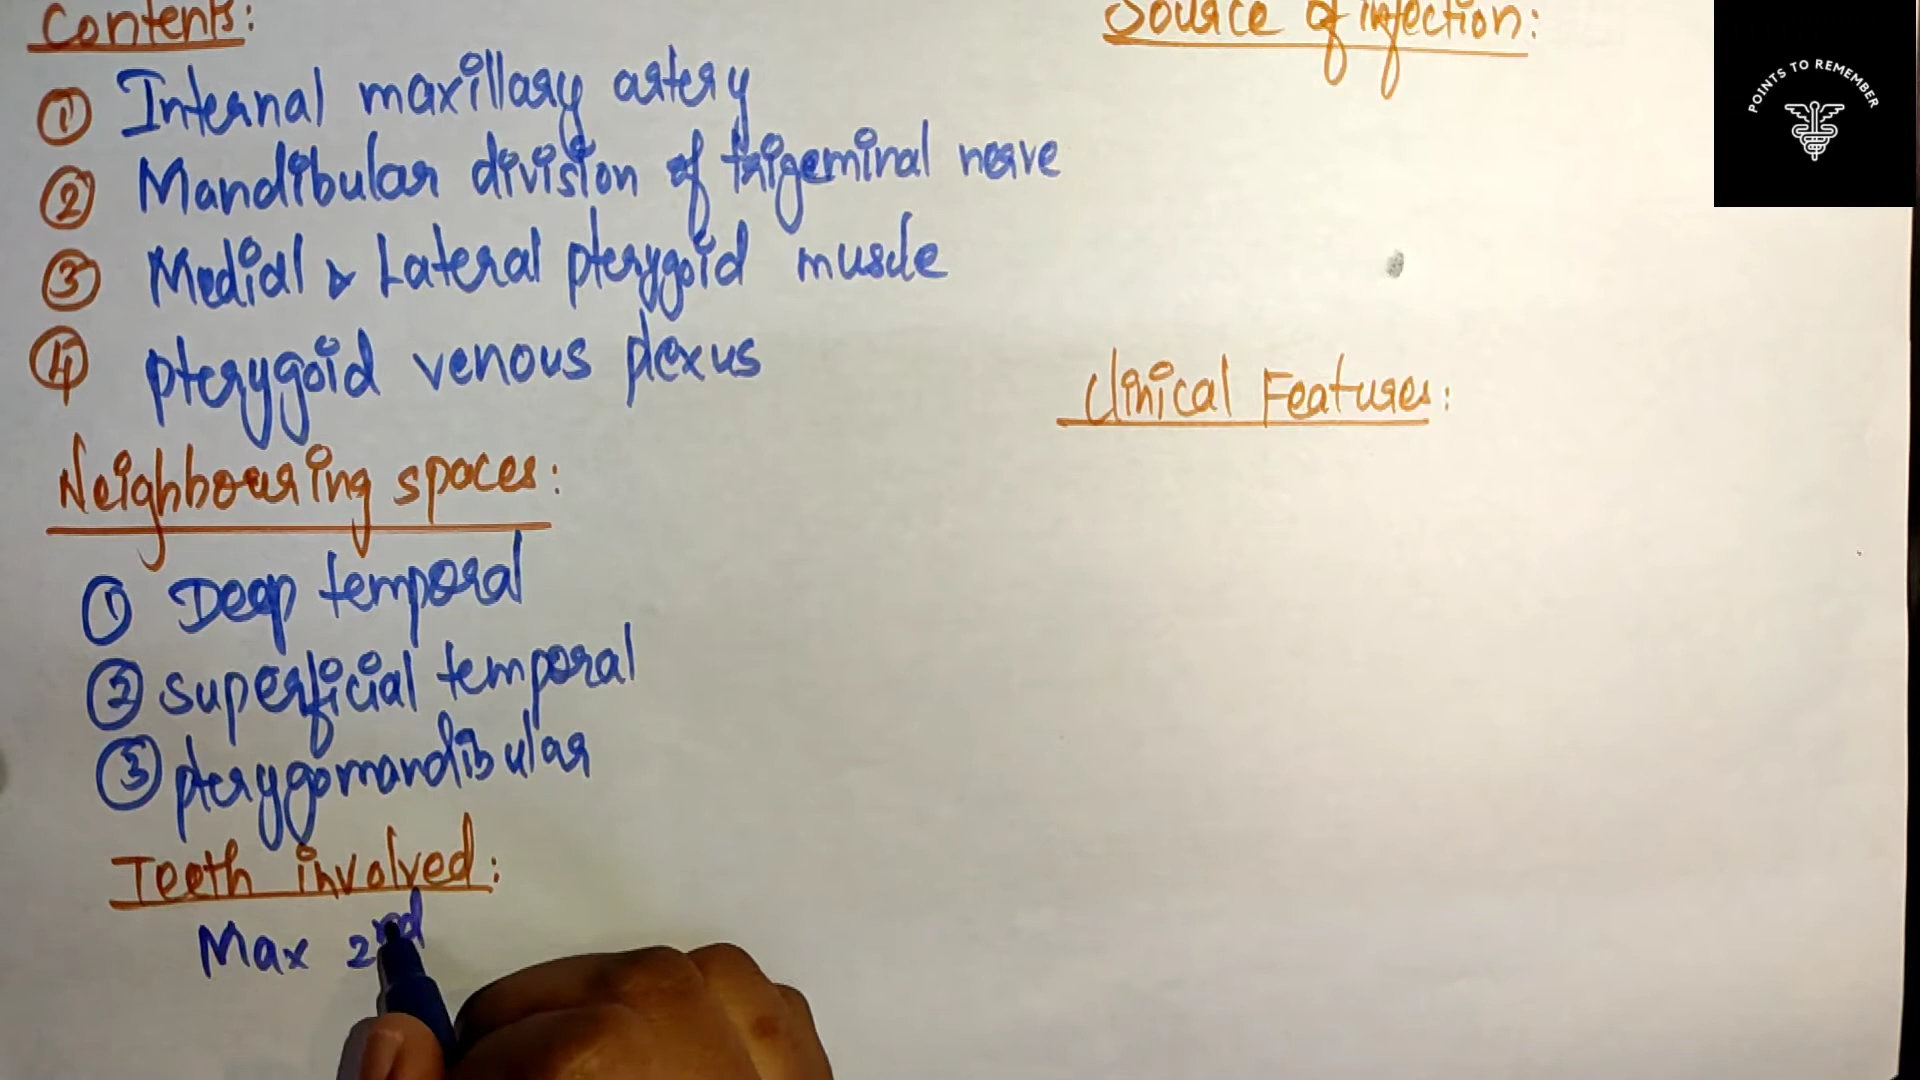 Contents:
① Internal maxillary artery
② Mandibular division of trigeminal nerve
③ Medial & Lateral pterygoid muscle
④ pterygoid venous plexus
Neighbouring spaces:
① Deep temporal
② superficial temporal
③ pterygomandibular
Teeth involved:
Max 2nd
Source of infection:
Clinical Features:
POINTS TO REMEMBER